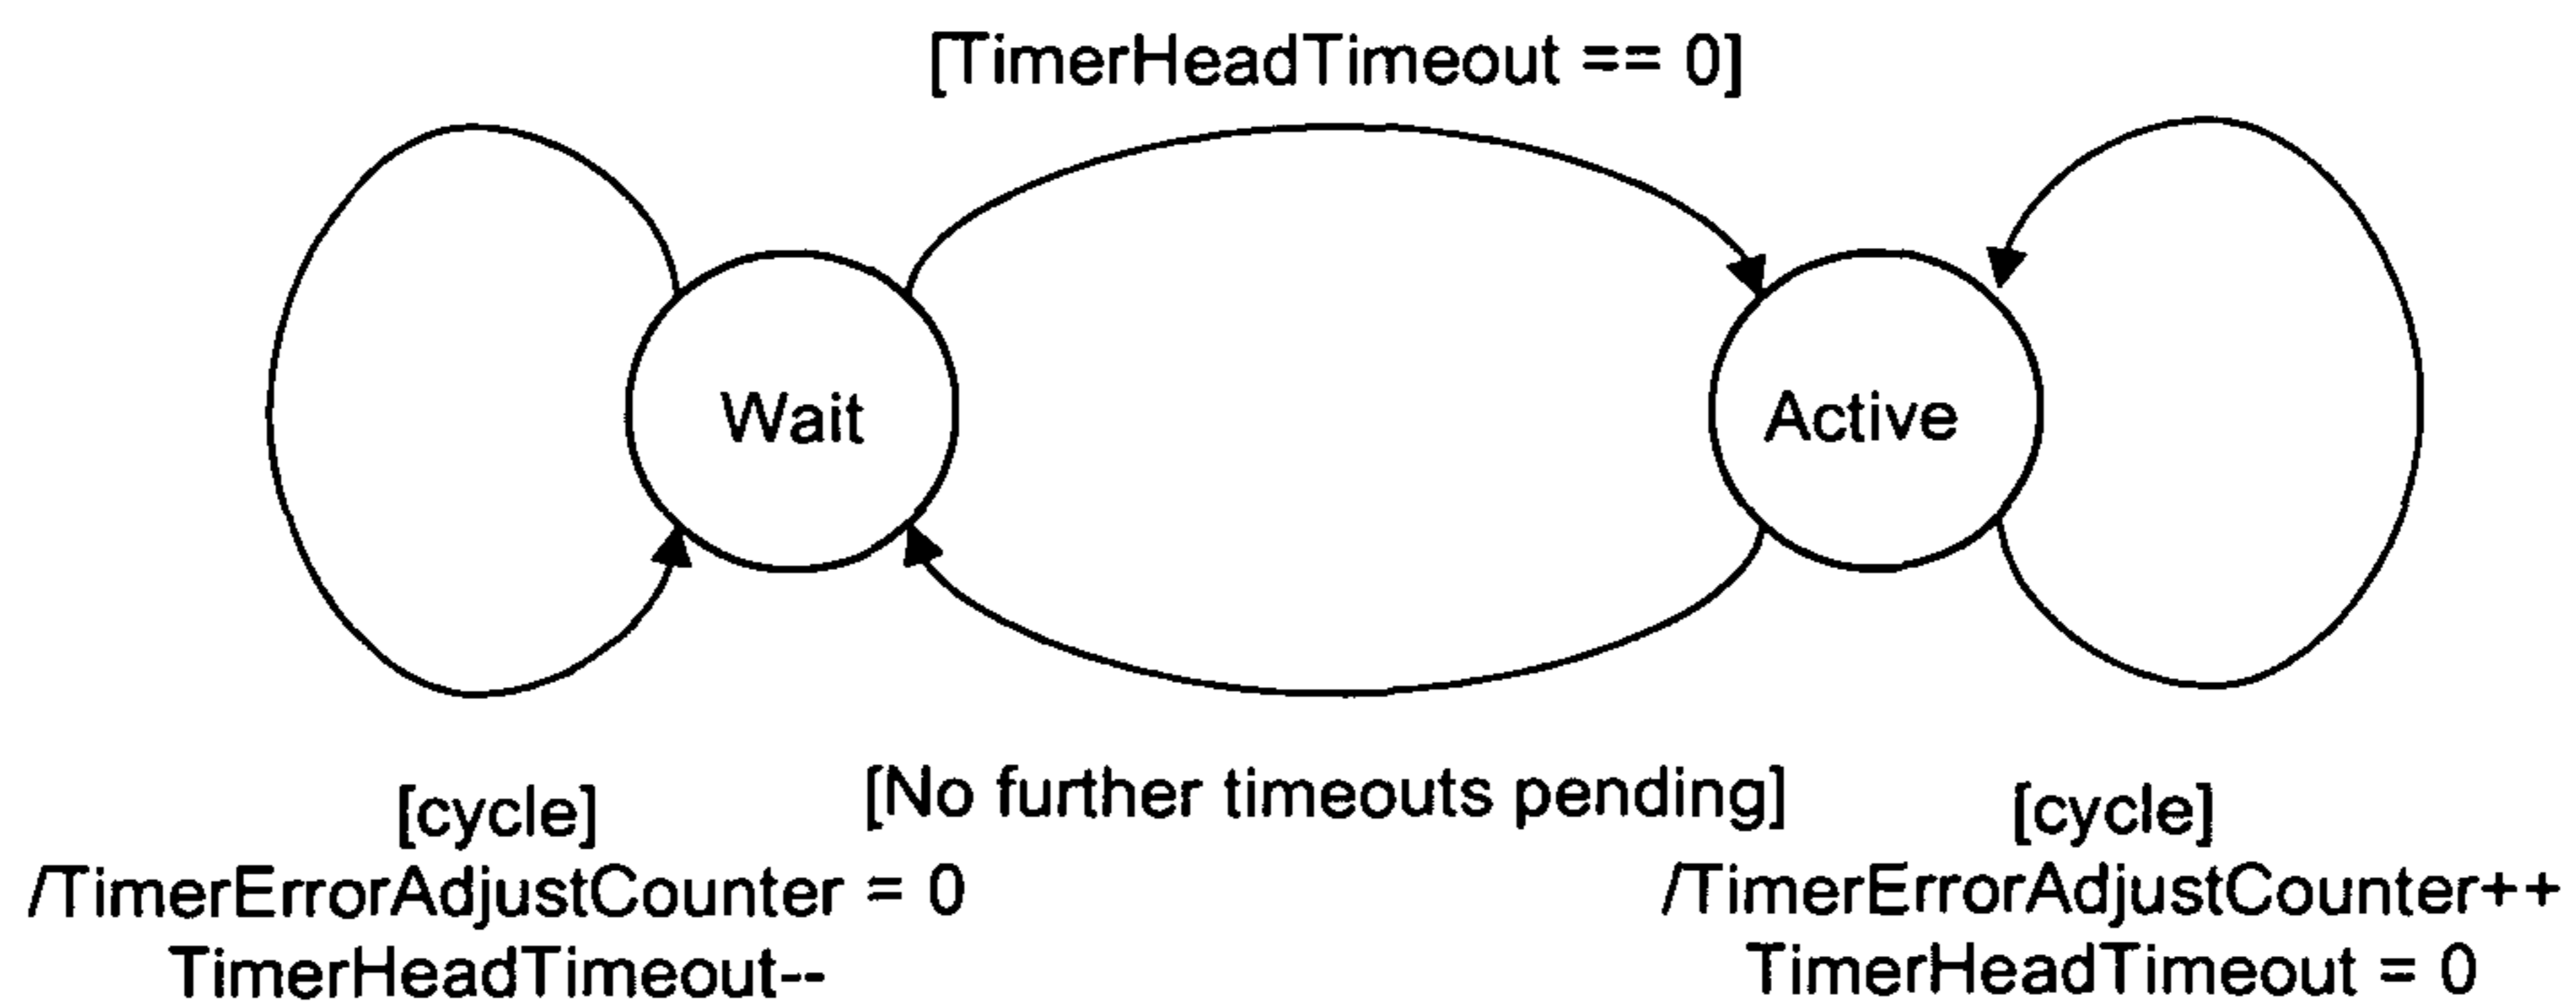 [TimerHeadTimeout == 0]
Wait
Active
[cycle]
/TimerErrorAdjustCounter = 0
TimerHeadTimeout--
[No further timeouts pending]
[cycle]
/TimerErrorAdjustCounter++
TimerHeadTimeout = 0